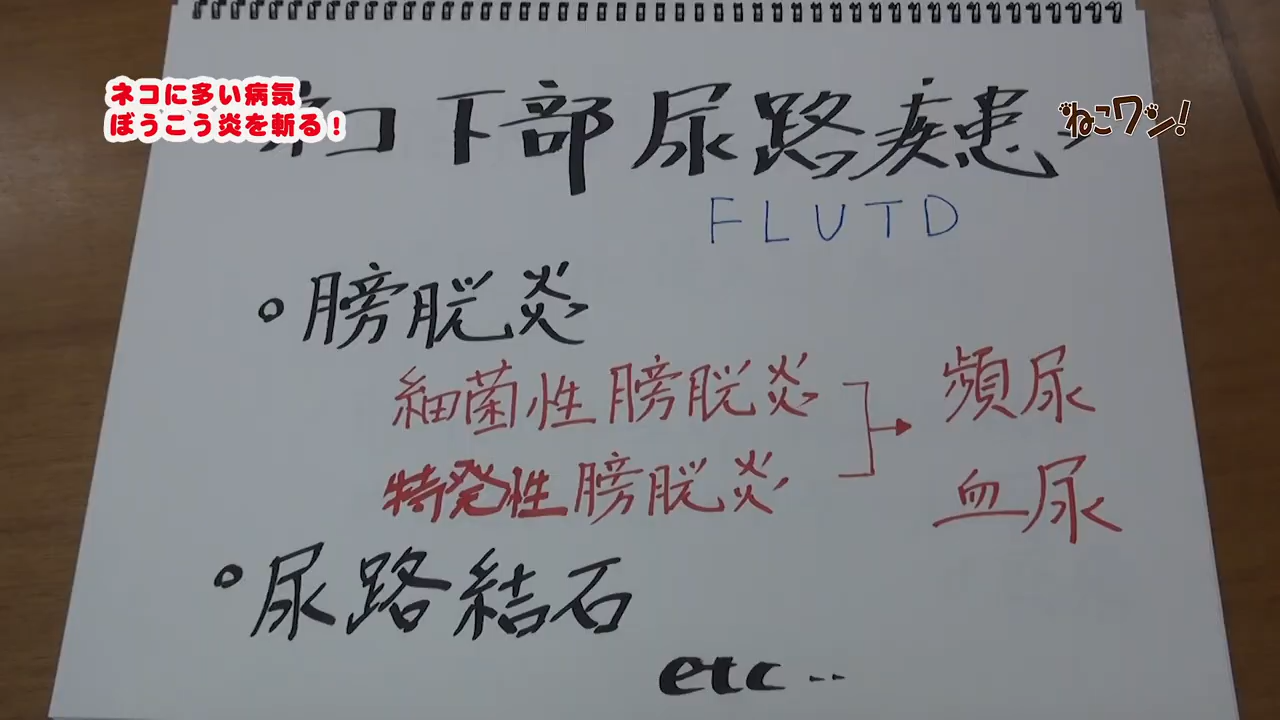 ネコに多い病気
ぼうこう炎を斬る！
ねこワン！
ネコ下部尿路疾患
FLUTD
○膀胱炎
細菌性膀胱炎
特発性膀胱炎
頻尿
血尿
○尿路結石
etc..